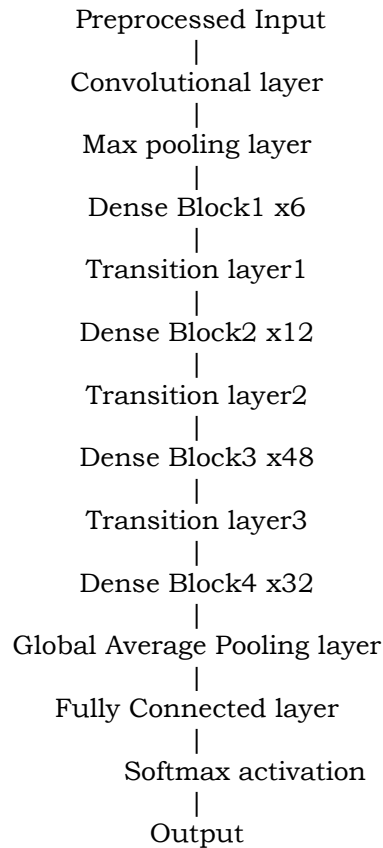 Preprocessed Input
|
Convolutional layer
|
Max pooling layer
|
Dense Block1 x6
|
Transition layer1
|
Dense Block2 x12
|
Transition layer2
|
Dense Block3 x48
|
Transition layer3
|
Dense Block4 x32
|
Global Average Pooling layer
|
Fully Connected layer
|
Softmax activation
|
Output